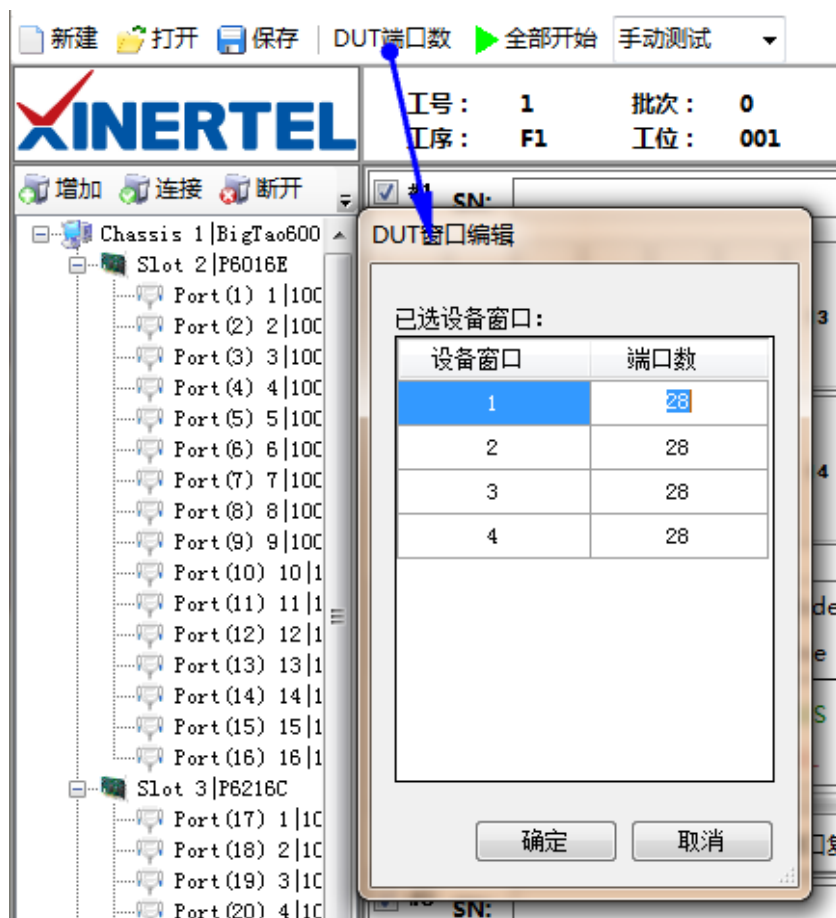 新建 打开 保存 DUT端口数 全部开始 手动测试
XINERTEL
工号： 1 批次： 0
工序： F1 工位： 001
增加 连接 断开
#1 SN:
Chassis 1|BigTao600
Slot 2|P6016E
Port(1) 1|100
Port(2) 2|100
Port(3) 3|100
Port(4) 4|100
Port(5) 5|100
Port(6) 6|100
Port(7) 7|100
Port(8) 8|100
Port(9) 9|100
Port(10) 10|1
Port(11) 11|1
Port(12) 12|1
Port(13) 13|1
Port(14) 14|1
Port(15) 15|1
Port(16) 16|1
Slot 3|P6216C
Port(17) 1|10
Port(18) 2|10
Port(19) 3|10
Port(20) 4|10
DUT窗口编辑
已选设备窗口：
设备窗口 端口数
1 28
2 28
3 28
4 28
确定 取消
3
4
de
e
S
SN: